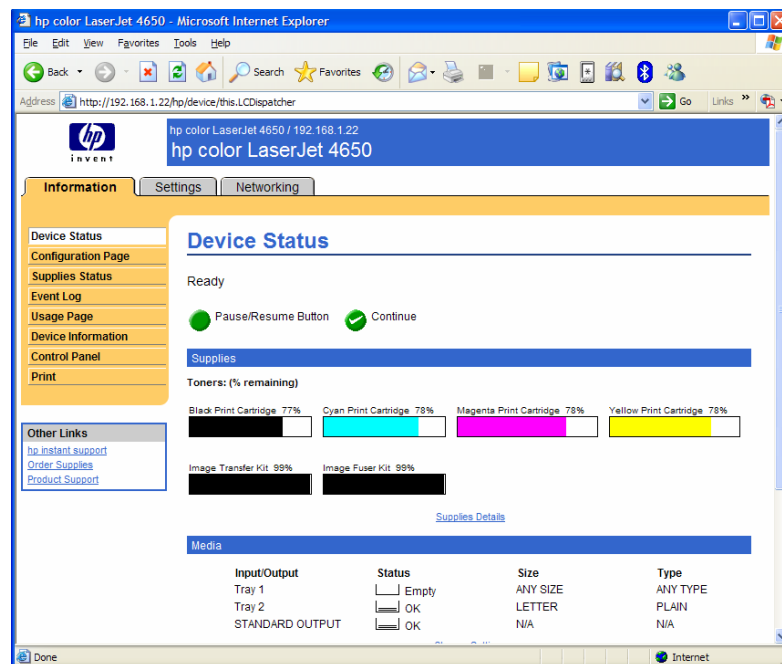 hp color LaserJet 4650 - Microsoft Internet Explorer
File Edit View Favorites Tools Help
Back Search Favorites
Address http://192.168.1.22/hp/device/this.LCDispatcher Go Links »
hp
invent
hp color LaserJet 4650 / 192.168.1.22
hp color LaserJet 4650
Information Settings Networking
Device Status
Configuration Page
Supplies Status
Event Log
Usage Page
Device Information
Control Panel
Print
Other Links
hp instant support
Order Supplies
Product Support
Device Status
Ready
Pause/Resume Button Continue
Supplies
Toners: (% remaining)
Black Print Cartridge 77% Cyan Print Cartridge 78% Magenta Print Cartridge 78% Yellow Print Cartridge 78%
Image Transfer Kit 99% Image Fuser Kit 99%
Supplies Details
Media
Input/Output Status Size Type
Tray 1 Empty ANY SIZE ANY TYPE
Tray 2 OK LETTER PLAIN
STANDARD OUTPUT OK N/A N/A
Done Internet